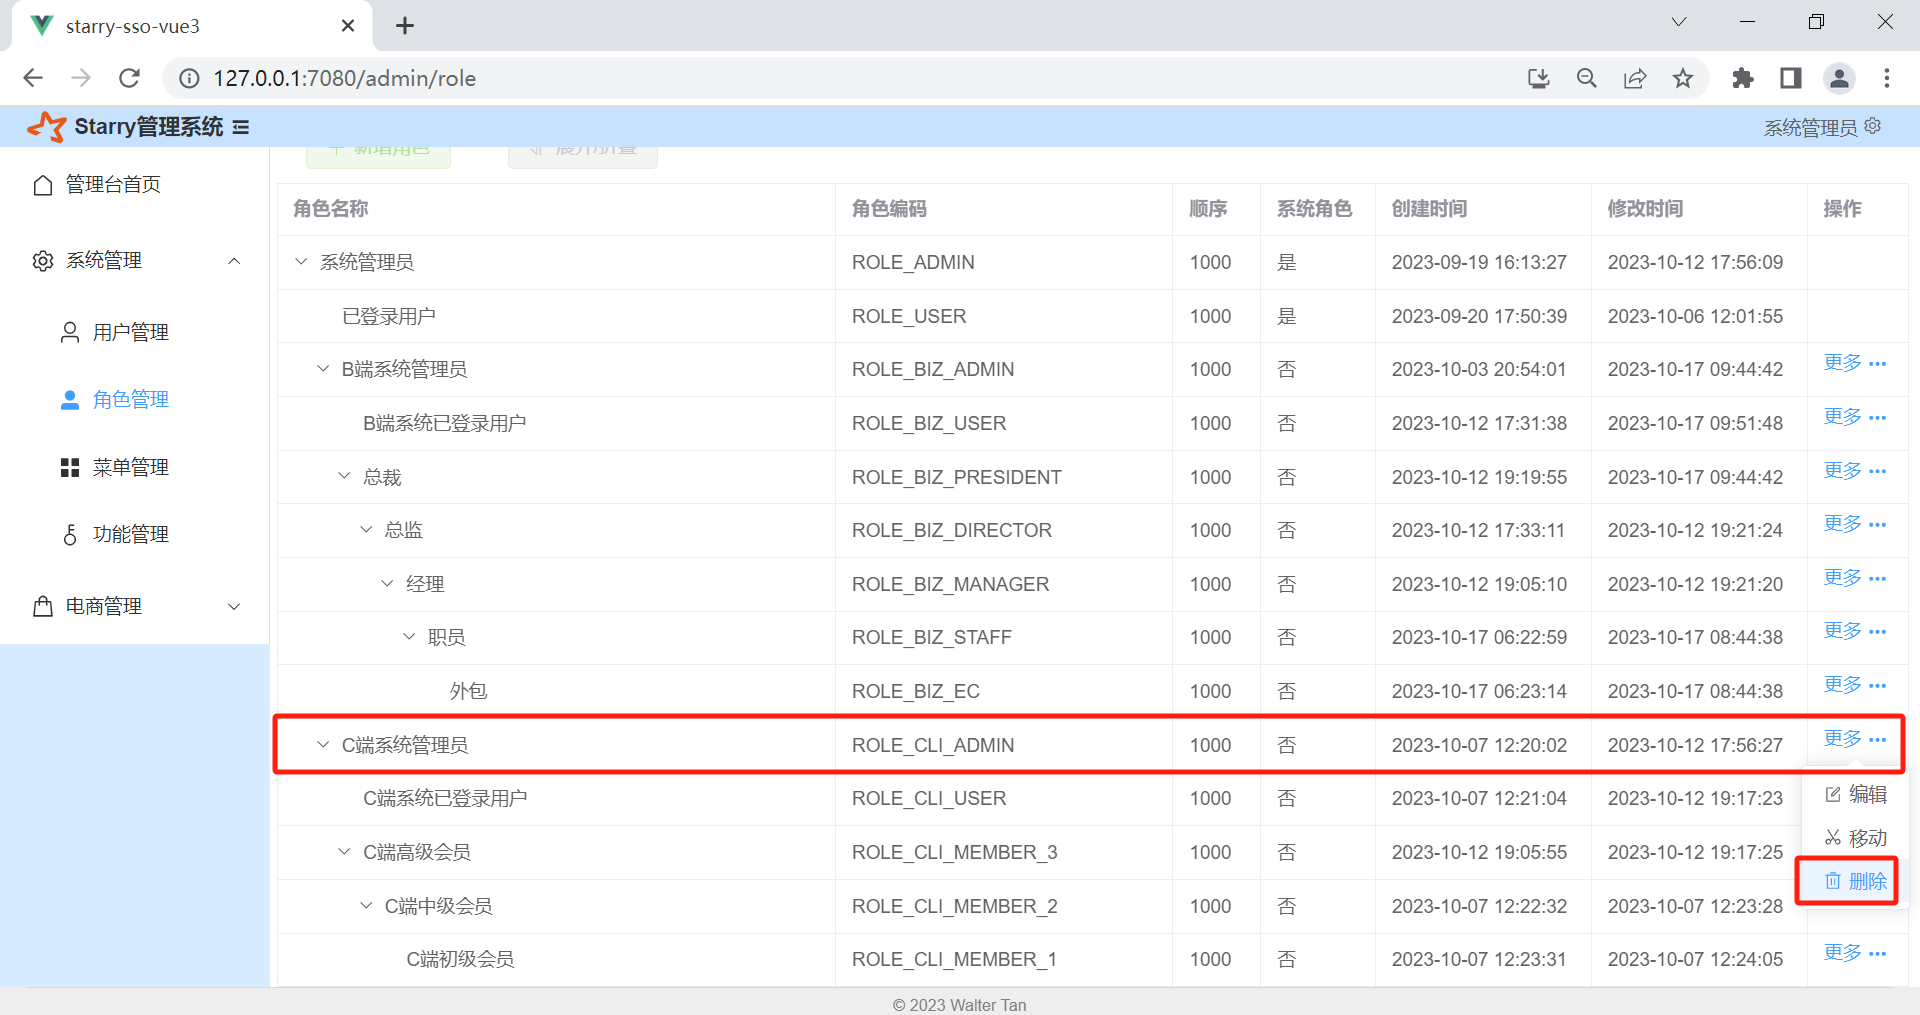 starry-sso-vue3
127.0.0.1:7080/admin/role
Starry管理系统
系统管理员
管理台首页
系统管理
用户管理
角色管理
菜单管理
功能管理
电商管理
新增角色 展开/折叠
角色名称 角色编码 顺序 系统角色 创建时间 修改时间 操作
系统管理员 ROLE_ADMIN 1000 是 2023-09-19 16:13:27 2023-10-12 17:56:09
已登录用户 ROLE_USER 1000 是 2023-09-20 17:50:39 2023-10-06 12:01:55
B端系统管理员 ROLE_BIZ_ADMIN 1000 否 2023-10-03 20:54:01 2023-10-17 09:44:42 更多
B端系统已登录用户 ROLE_BIZ_USER 1000 否 2023-10-12 17:31:38 2023-10-17 09:51:48 更多
总裁 ROLE_BIZ_PRESIDENT 1000 否 2023-10-12 19:19:55 2023-10-17 09:44:42 更多
总监 ROLE_BIZ_DIRECTOR 1000 否 2023-10-12 17:33:11 2023-10-12 19:21:24 更多
经理 ROLE_BIZ_MANAGER 1000 否 2023-10-12 19:05:10 2023-10-12 19:21:20 更多
职员 ROLE_BIZ_STAFF 1000 否 2023-10-17 06:22:59 2023-10-17 08:44:38 更多
外包 ROLE_BIZ_EC 1000 否 2023-10-17 06:23:14 2023-10-17 08:44:38 更多
C端系统管理员 ROLE_CLI_ADMIN 1000 否 2023-10-07 12:20:02 2023-10-12 17:56:27 更多
C端系统已登录用户 ROLE_CLI_USER 1000 否 2023-10-07 12:21:04 2023-10-12 19:17:23 编辑
C端高级会员 ROLE_CLI_MEMBER_3 1000 否 2023-10-12 19:05:55 2023-10-12 19:17:25 移动
删除
C端中级会员 ROLE_CLI_MEMBER_2 1000 否 2023-10-07 12:22:32 2023-10-07 12:23:28
C端初级会员 ROLE_CLI_MEMBER_1 1000 否 2023-10-07 12:23:31 2023-10-07 12:24:05 更多
© 2023 Walter Tan